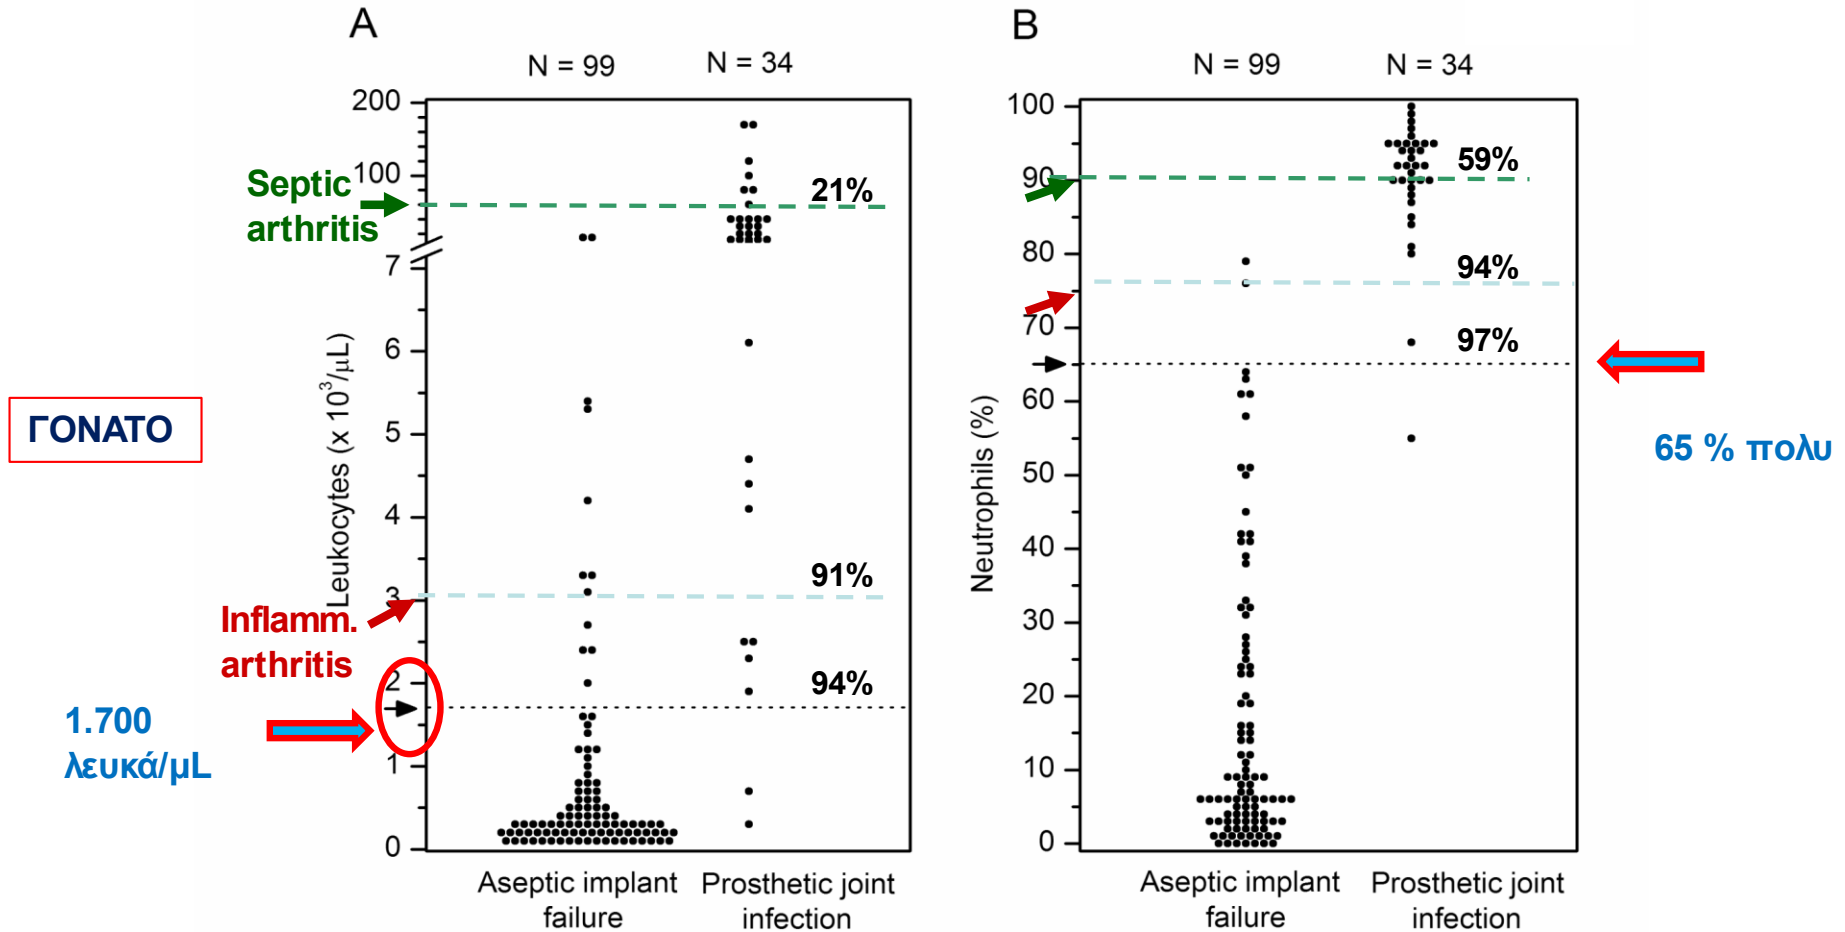 A
N = 99
N = 34
200
100
7
6
5
4
3
2
1
0
Leukocytes (x 10³/μL)
Septic
arthritis
21%
91%
94%
Inflamm.
arthritis
ΓΟΝΑΤΟ
1.700
λευκά/μL
Aseptic implant
failure
Prosthetic joint
infection
B
N = 99
N = 34
100
90
80
70
60
50
40
30
20
10
0
Neutrophils (%)
59%
94%
97%
65 % πολυ
Aseptic implant
failure
Prosthetic joint
infection